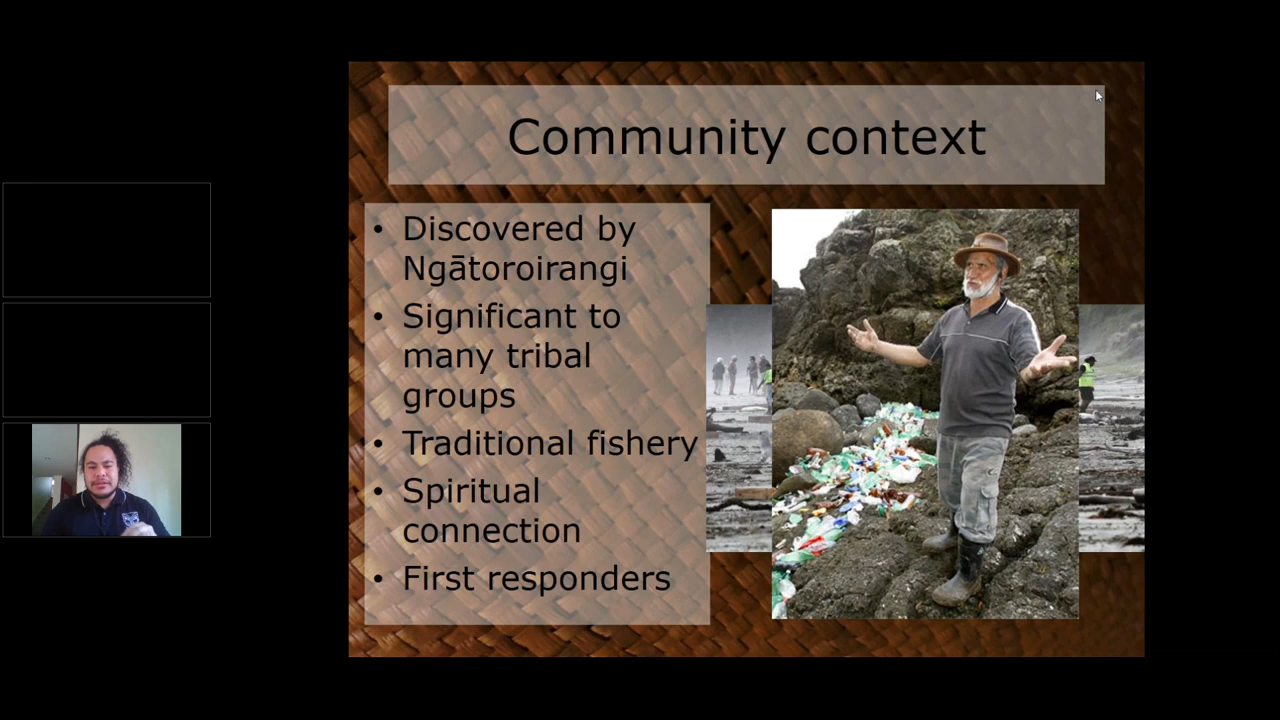 Community context
• Discovered by
Ngātoroirangi
• Significant to
many tribal
groups
• Traditional fishery
• Spiritual
connection
• First responders